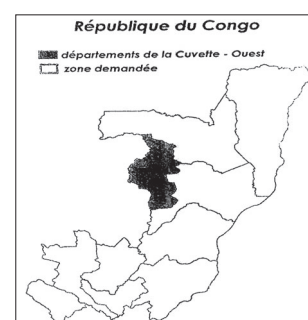 République du Congo
départements de la Cuvette - Ouest
zone demandée